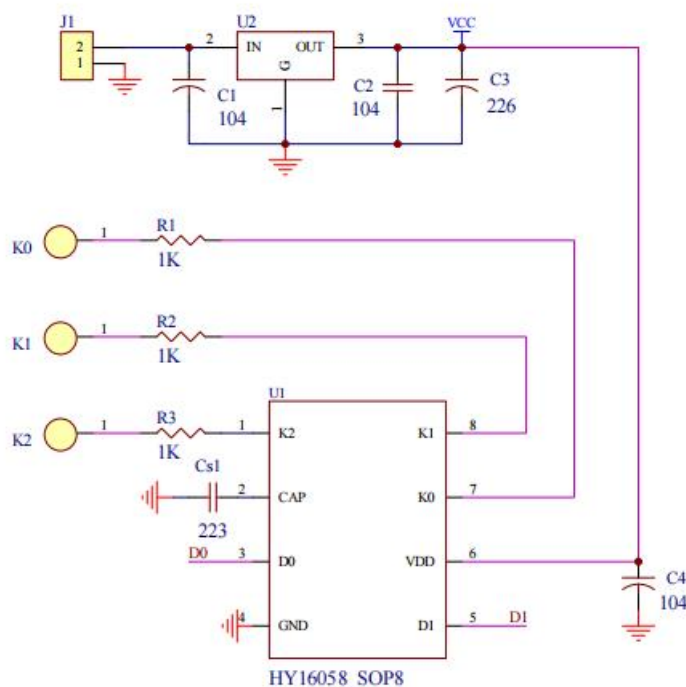 J1
2
1
U2
2
IN
OUT
3
G
1
VCC
C1
104
C2
104
C3
226
K0
1
R1
1K
K1
1
R2
1K
K2
1
R3
1K
U1
1
K2
K1
8
Cs1
223
2
CAP
K0
7
D0
3
D0
VDD
6
C4
104
4
GND
D1
5
D1
HY16058 SOP8